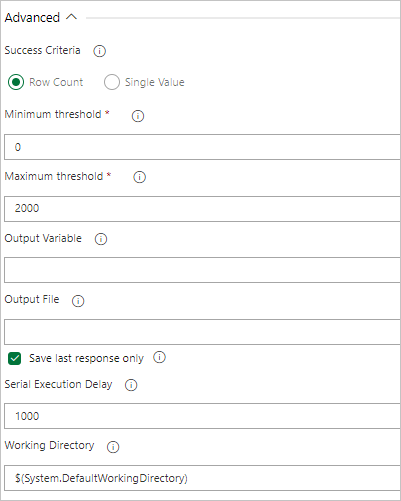 Advanced
Success Criteria
Row Count Single Value
Minimum threshold *
0
Maximum threshold *
2000
Output Variable
Output File
Save last response only
Serial Execution Delay
1000
Working Directory
$(System.DefaultWorkingDirectory)